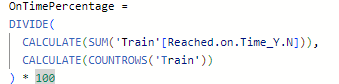 OnTimePercentage =
DIVIDE(
CALCULATE(SUM('Train'[Reached.on.Time_Y.N])),
CALCULATE(COUNTROWS('Train'))
) * 100